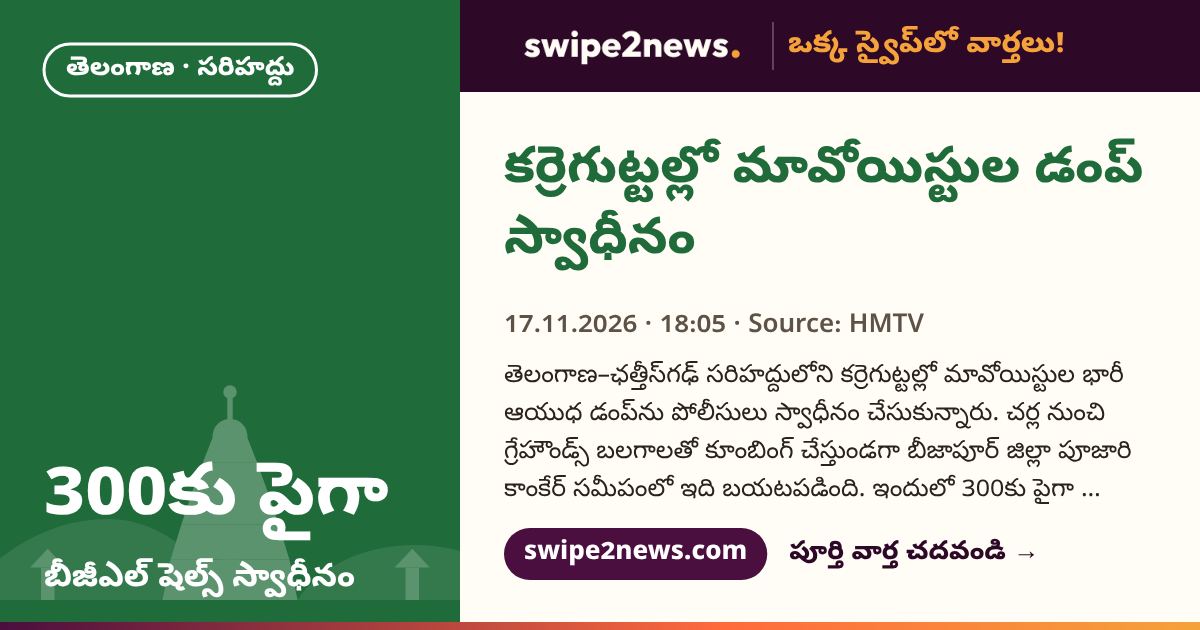 తెలంగాణ · సరిహద్దు
300కు పైగా
బీజీఎల్ షెల్స్ స్వాధీనం
swipe2news.
ఒక్క స్వైప్‌లో వార్తలు!
కర్రెగుట్టల్లో మావోయిస్టుల డంప్
స్వాధీనం
17.11.2026 · 18:05 · Source: HMTV
తెలంగాణ–ఛత్తీస్‌గఢ్ సరిహద్దులోని కర్రెగుట్టల్లో మావోయిస్టుల భారీ
ఆయుధ డంప్‌ను పోలీసులు స్వాధీనం చేసుకున్నారు. చర్ల నుంచి
గ్రేహౌండ్స్ బలగాలతో కూంబింగ్ చేస్తుండగా బీజాపూర్ జిల్లా పూజారి
కాంకేర్ సమీపంలో ఇది బయటపడింది. ఇందులో 300కు పైగా ...
swipe2news.com
పూర్తి వార్త చదవండి →